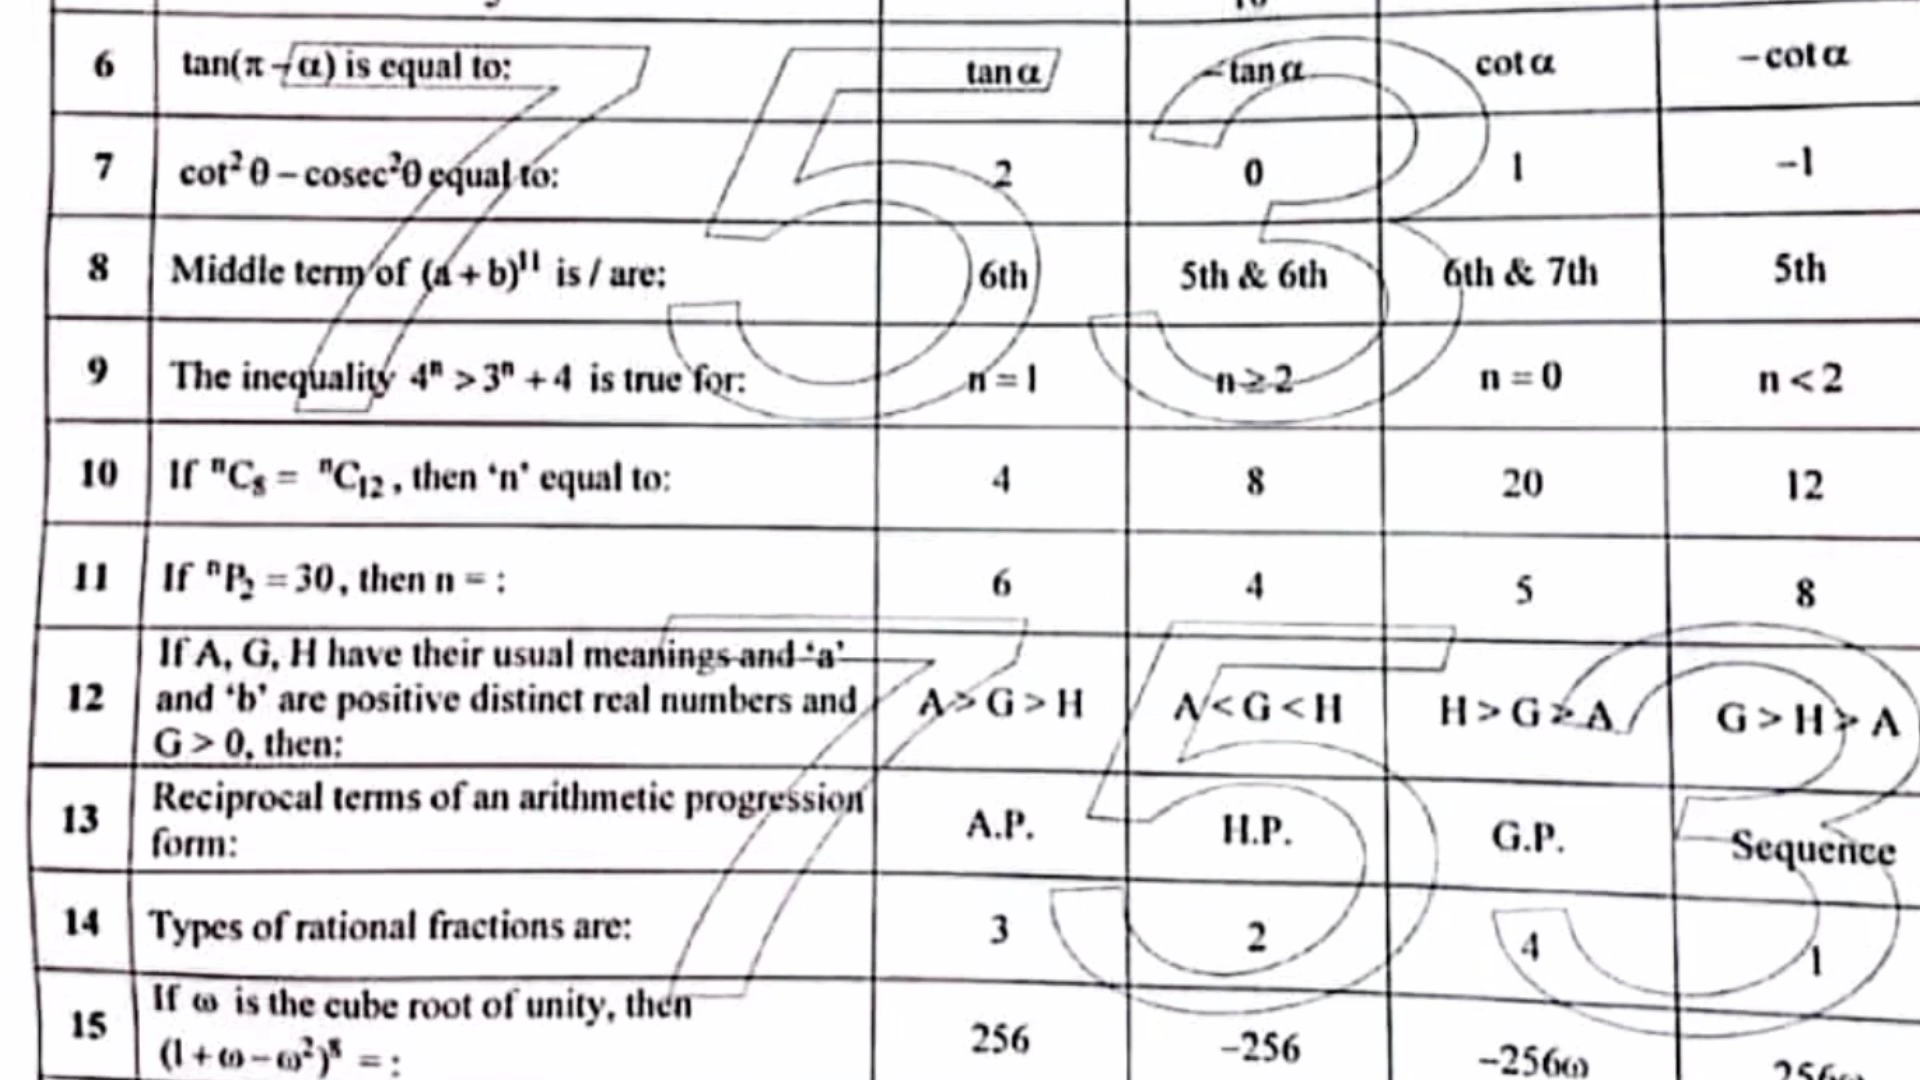 6 tan(π – α) is equal to: tan α – tan α cot α – cot α
7 cot² θ – cosec²θ equal to: 2 0 1 –1
8 Middle term of (a + b)¹¹ is / are: 6th 5th & 6th 6th & 7th 5th
9 The inequality 4ⁿ > 3ⁿ + 4 is true for: n = 1 n ≥ 2 n = 0 n < 2
10 If ⁿC₈ = ⁿC₁₂ , then ‘n’ equal to: 4 8 20 12
11 If ⁿP₂ = 30 , then n = : 6 4 5 8
If A, G, H have their usual meanings and ‘a’
12 and ‘b’ are positive distinct real numbers and A > G > H A < G < H H > G > A G > H > A
G > 0, then:
Reciprocal terms of an arithmetic progression
13 form: A.P. H.P. G.P. Sequence
14 Types of rational fractions are: 3 2 4 1
If ω is the cube root of unity, then
15 (1 + ω – ω²)⁸ = : 256 –256 –256ω 256ω
753
753